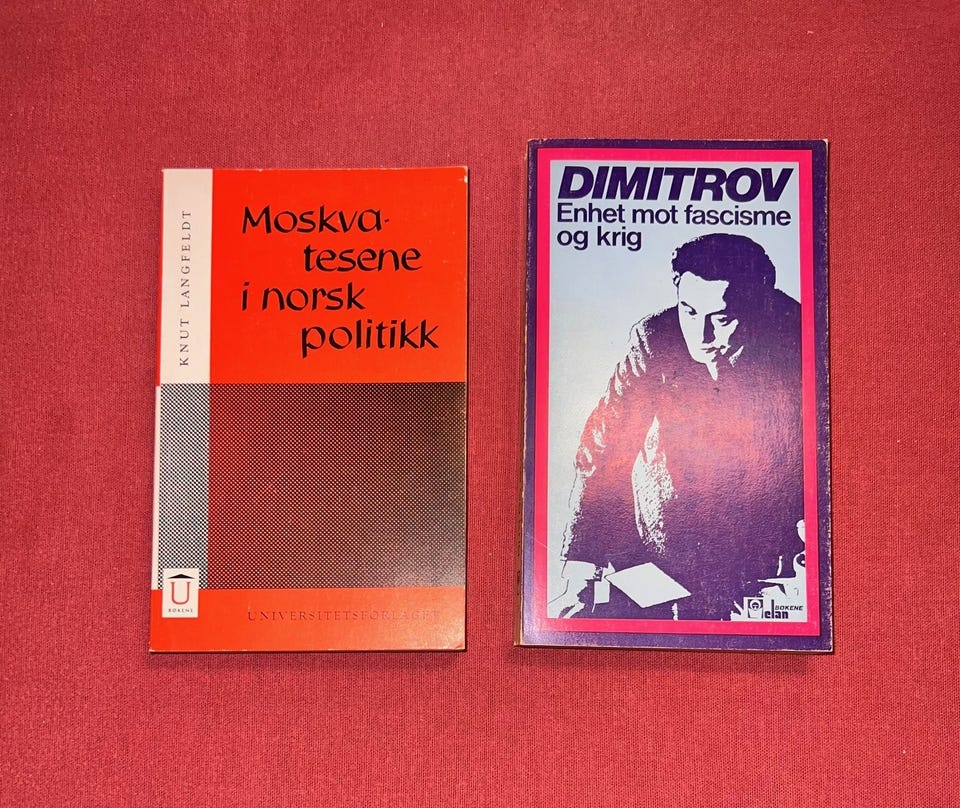 KNUT LANGFELDT
Moskva-
tesene
i norsk
politikk
U
BØKENE
UNIVERSITETSFORLAGET
DIMITROV
Enhet mot fascisme
og krig
elan
BØKENE